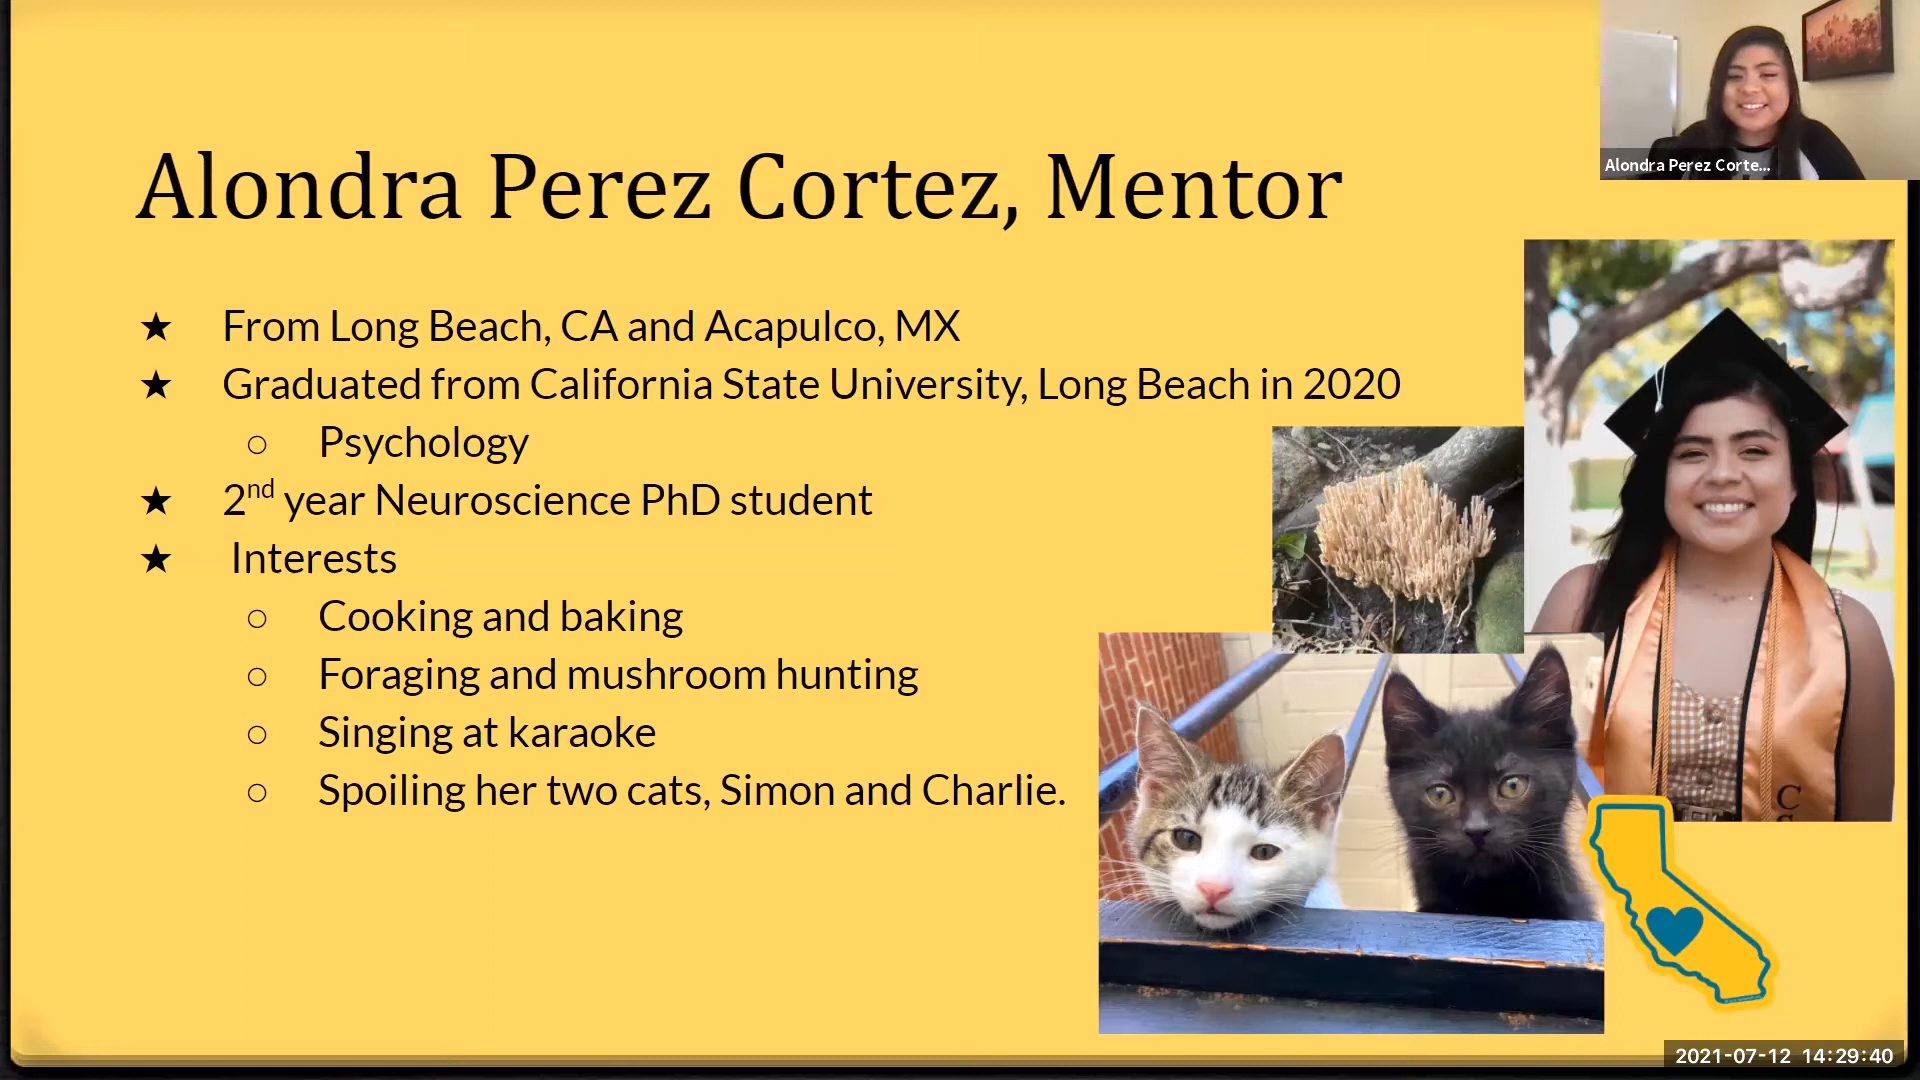 Alondra Perez Corte...
Alondra Perez Cortez, Mentor
★ From Long Beach, CA and Acapulco, MX
★ Graduated from California State University, Long Beach in 2020
○ Psychology
★ 2nd year Neuroscience PhD student
★ Interests
○ Cooking and baking
○ Foraging and mushroom hunting
○ Singing at karaoke
○ Spoiling her two cats, Simon and Charlie.
C
2021-07-12 14:29:40